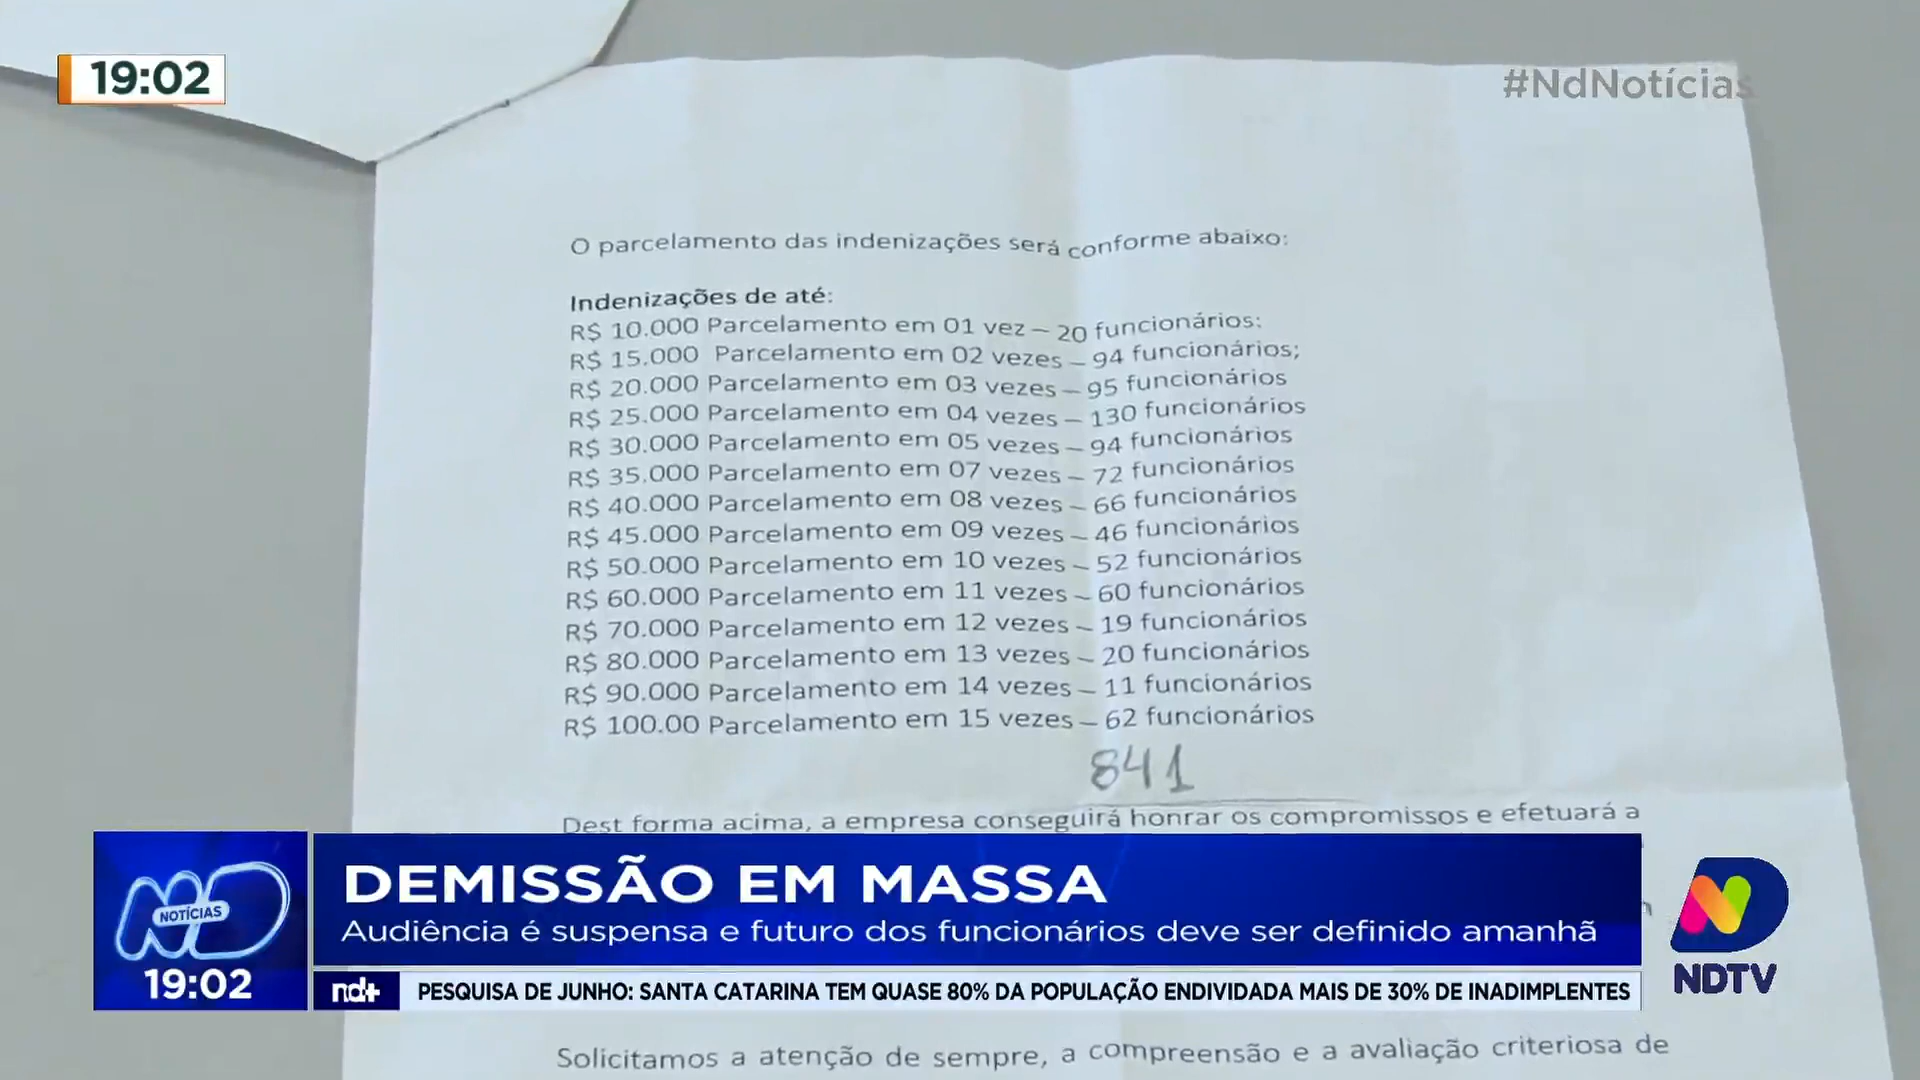 19:02
#NdNotícias
O parcelamento das indenizações será conforme abaixo:
Indenizações de até:
R$ 10.000 Parcelamento em 01 vez – 20 funcionários;
R$ 15.000 Parcelamento em 02 vezes – 94 funcionários;
R$ 20.000 Parcelamento em 03 vezes – 95 funcionários
R$ 25.000 Parcelamento em 04 vezes – 130 funcionários
R$ 30.000 Parcelamento em 05 vezes – 94 funcionários
R$ 35.000 Parcelamento em 07 vezes – 72 funcionários
R$ 40.000 Parcelamento em 08 vezes – 66 funcionários
R$ 45.000 Parcelamento em 09 vezes – 46 funcionários
R$ 50.000 Parcelamento em 10 vezes – 52 funcionários
R$ 60.000 Parcelamento em 11 vezes – 60 funcionários
R$ 70.000 Parcelamento em 12 vezes – 19 funcionários
R$ 80.000 Parcelamento em 13 vezes – 20 funcionários
R$ 90.000 Parcelamento em 14 vezes – 11 funcionários
R$ 100.00 Parcelamento em 15 vezes – 62 funcionários
841
Dest forma acima, a empresa conseguirá honrar os compromissos e efetuará a
ND
NOTÍCIAS
19:02
DEMISSÃO EM MASSA
Audiência é suspensa e futuro dos funcionários deve ser definido amanhã
NDTV
nd+ PESQUISA DE JUNHO: SANTA CATARINA TEM QUASE 80% DA POPULAÇÃO ENDIVIDADA MAIS DE 30% DE INADIMPLENTES
Solicitamos a atenção de sempre, a compreensão e a avaliação criteriosa de